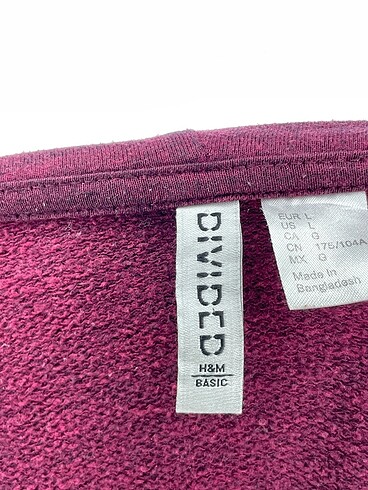 DIVIDED
H&M
BASIC
EUR L
US L
CA G
CN 175/104A
MX G
Made in
Bangladesh